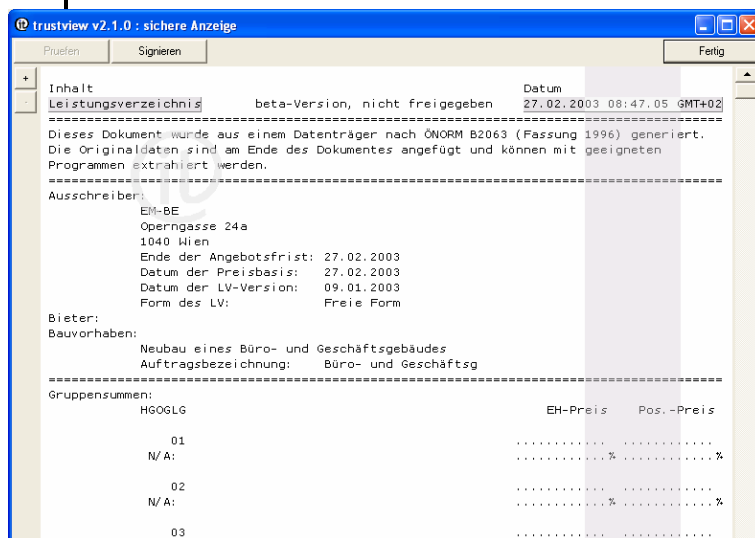 trustview v2.1.0 : sichere Anzeige
Pruefen Signieren Fertig
+
-
Inhalt Datum
Leistungsverzeichnis beta-Version, nicht freigegeben 27.02.2003 08:47.05 GMT+02
==========================================================================================
Dieses Dokument wurde aus einem Datenträger nach ÖNORM B2063 (Fassung 1996) generiert.
Die Originaldaten sind am Ende des Dokumentes angefügt und können mit geeigneten
Programmen extrahiert werden.
==========================================================================================
Ausschreiber:
EM-BE
Operngasse 24a
1040 Wien
Ende der Angebotsfrist: 27.02.2003
Datum der Preisbasis: 27.02.2003
Datum der LV-Version: 09.01.2003
Form des LV: Freie Form
Bieter:
Bauvorhaben:
Neubau eines Büro- und Geschäftsgebäudes
Auftragsbezeichnung: Büro- und Geschäftsg
==========================================================================================
Gruppensummen:
HGOGLG EH-Preis Pos.-Preis
01 ............ ............
N/A: ............% ............%
02 ............ ............
N/A: ............% ............%
03 ............ ............